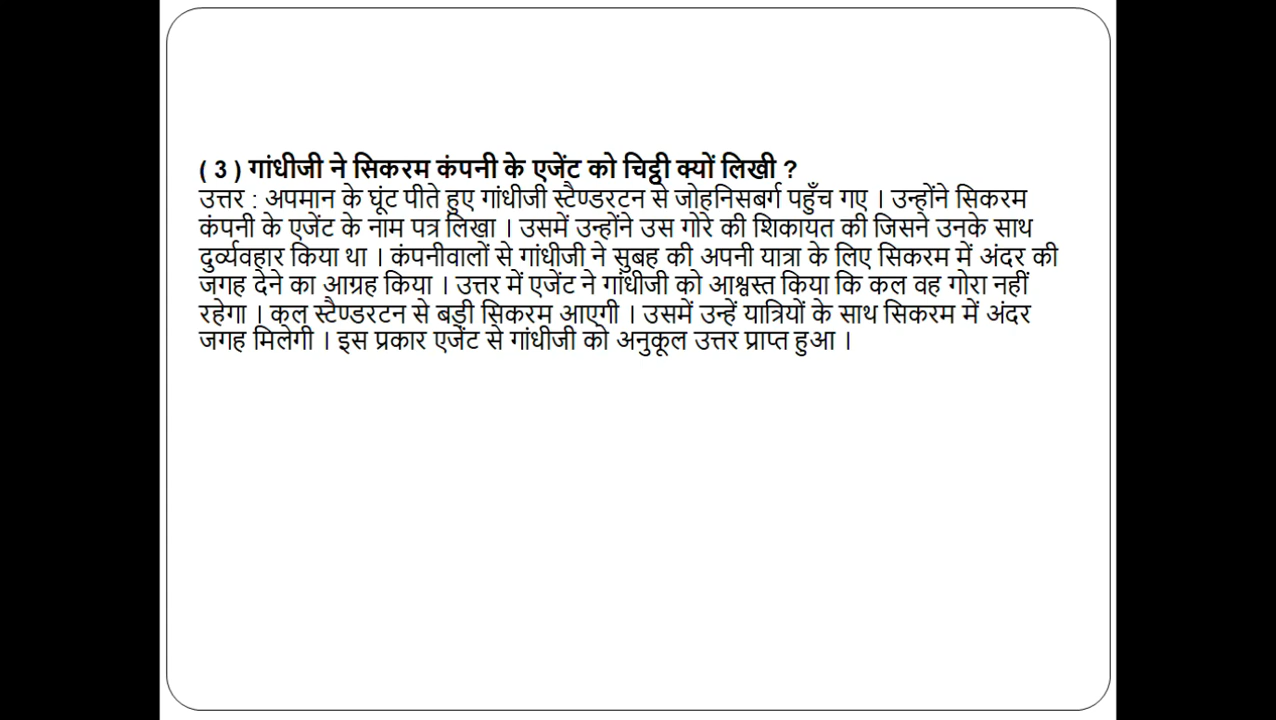 ( 3 ) गांधीजी ने सिकरम कंपनी के एजेंट को चिट्ठी क्यों लिखी ?
उत्तर : अपमान के घूंट पीते हुए गांधीजी स्टैण्डरटन से जोहनिसबर्ग पहुँच गए । उन्होंने सिकरम
कंपनी के एजेंट के नाम पत्र लिखा । उसमें उन्होंने उस गोरे की शिकायत की जिसने उनके साथ
दुर्व्यवहार किया था । कंपनीवालों से गांधीजी ने सुबह की अपनी यात्रा के लिए सिकरम में अंदर की
जगह देने का आग्रह किया । उत्तर में एजेंट ने गांधीजी को आश्वस्त किया कि कल वह गोरा नहीं
रहेगा । कल स्टैण्डरटन से बड़ी सिकरम आएगी । उसमें उन्हें यात्रियों के साथ सिकरम में अंदर
जगह मिलेगी । इस प्रकार एजेंट से गांधीजी को अनुकूल उत्तर प्राप्त हुआ ।